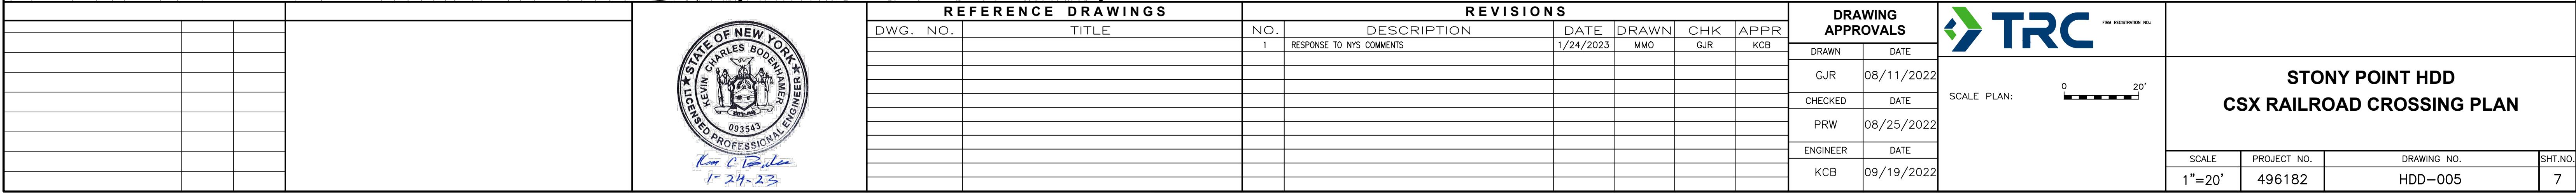 STATE OF NEW YORK
KEVIN CHARLES BODENHAMER
093543
LICENSED PROFESSIONAL ENGINEER
1-24-23
REFERENCE DRAWINGS
DWG. NO. TITLE
REVISIONS
NO. DESCRIPTION DATE DRAWN CHK APPR
1 RESPONSE TO NYS COMMENTS 1/24/2023 MMO GJR KCB
DRAWING
APPROVALS
DRAWN DATE
GJR 08/11/2022
CHECKED DATE
PRW 08/25/2022
ENGINEER DATE
KCB 09/19/2022
TRC
FIRM REGISTRATION NO.:
SCALE PLAN: 0 20'
STONY POINT HDD
CSX RAILROAD CROSSING PLAN
SCALE PROJECT NO. DRAWING NO. SHT.NO.
1"=20' 496182 HDD-005 7